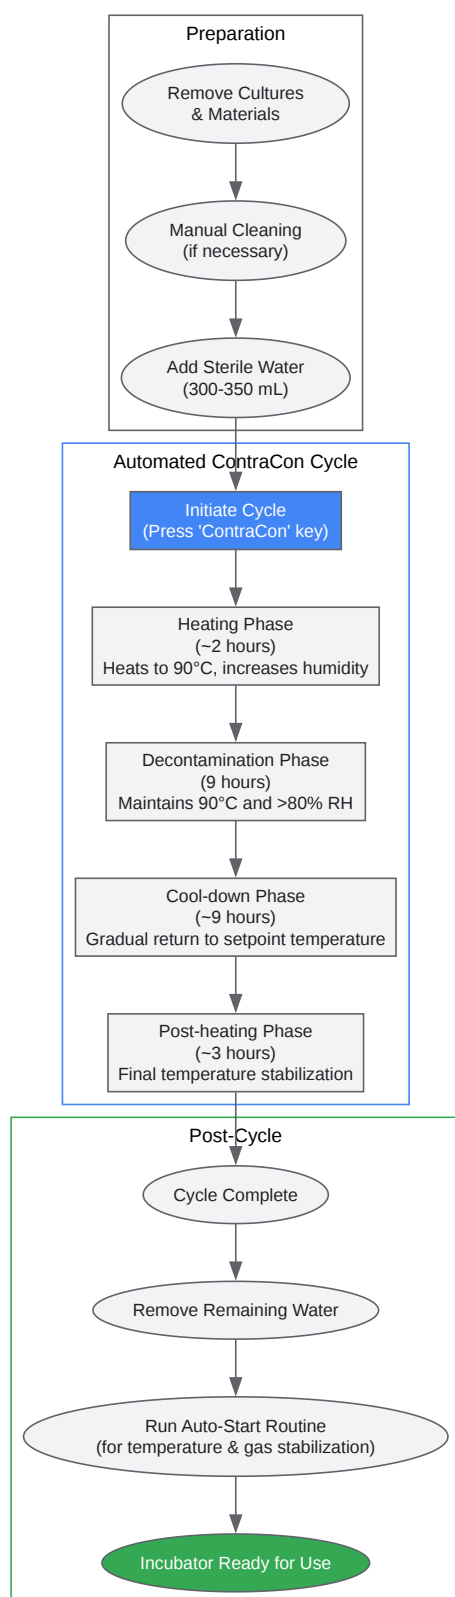 Preparation
Remove Cultures
& Materials
Manual Cleaning
(if necessary)
Add Sterile Water
(300-350 mL)
Automated ContraCon Cycle
Initiate Cycle
(Press 'ContraCon' key)
Heating Phase
(~2 hours)
Heats to 90°C, increases humidity
Decontamination Phase
(9 hours)
Maintains 90°C and >80% RH
Cool-down Phase
(~9 hours)
Gradual return to setpoint temperature
Post-heating Phase
(~3 hours)
Final temperature stabilization
Post-Cycle
Cycle Complete
Remove Remaining Water
Run Auto-Start Routine
(for temperature & gas stabilization)
Incubator Ready for Use